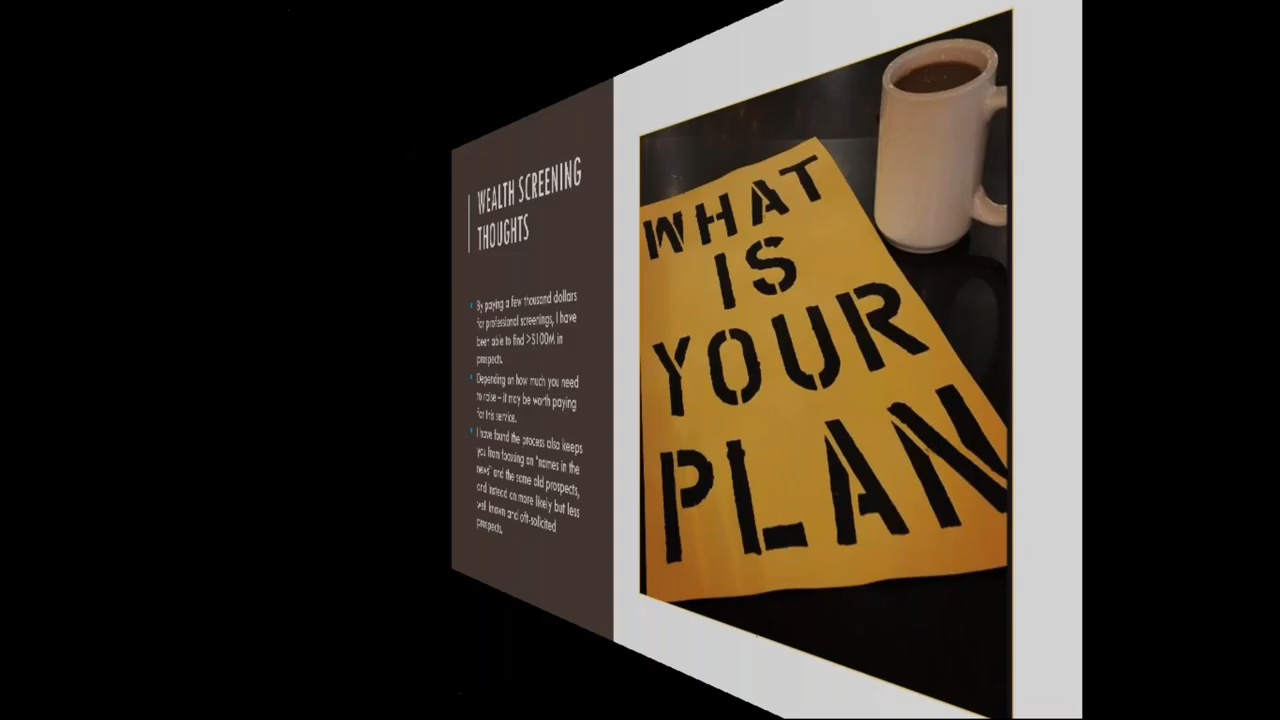 WEALTH SCREENING
THOUGHTS
By paying a few thousand dollars
for professional screenings, I have
been able to find >$100M in
prospects.
Depending on how much you need
to raise – it may be worth paying
for this service.
I have found the process also keeps
you from focusing on "names in the
news" and the same old prospects,
and instead on more likely but less
well known and oft-solicited
prospects.
WHAT
IS
YOUR
PLAN